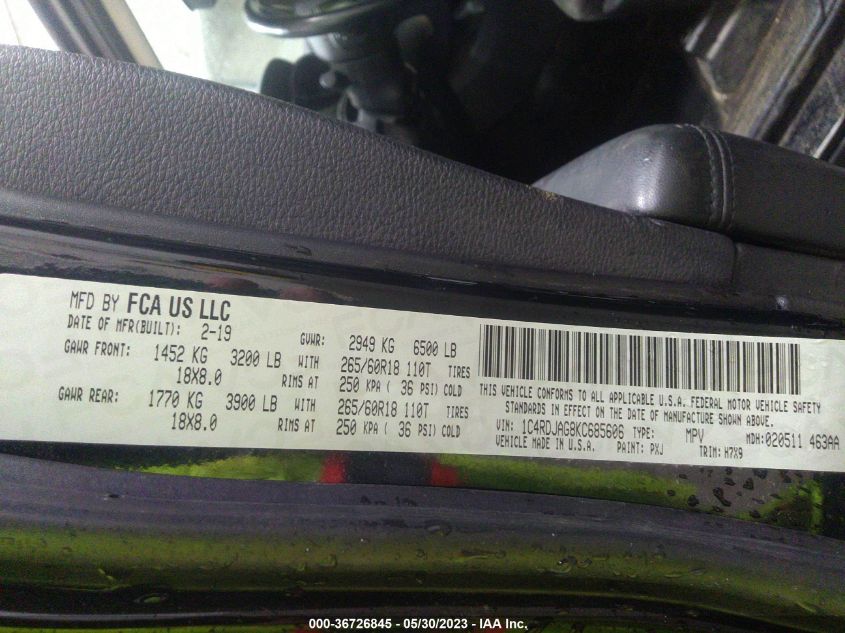 MFD BY FCA US LLC
DATE OF MFR(BUILT): 2-19 GVWR: 2949 KG 6500 LB
GAWR FRONT: 1452 KG 3200 LB WITH 265/60R18 110T TIRES
18X8.0 RIMS AT 250 KPA ( 36 PSI) COLD
GAWR REAR: 1770 KG 3900 LB WITH 265/60R18 110T TIRES
18X8.0 RIMS AT 250 KPA ( 36 PSI) COLD
THIS VEHICLE CONFORMS TO ALL APPLICABLE U.S.A. FEDERAL MOTOR VEHICLE SAFETY
STANDARDS IN EFFECT ON THE DATE OF MANUFACTURE SHOWN ABOVE.
VIN: 1C4RDJAG8KC685606 TYPE: MPV MDH: 020511 463AA
VEHICLE MADE IN U.S.A. PAINT: PXJ TRIM: H7X9
000-36726845 / 05/30/2023 - IAA Inc.